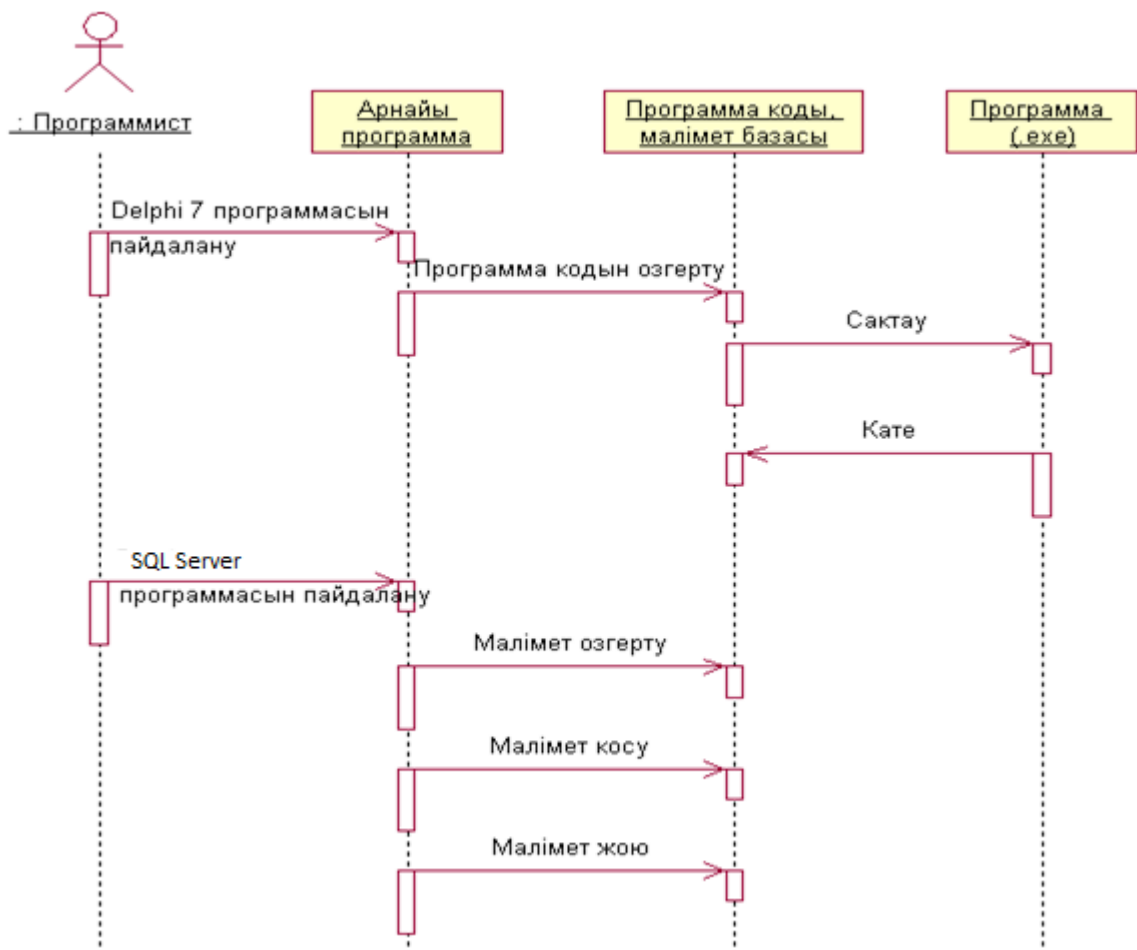 : Программист
Арнайы
программа
Программа коды,
малімет базасы
Программа
(.exe)
Delphi 7 программасын
пайдалану
Программа кодын озгерту
Сактау
Кате
SQL Server
программасын пайдалану
Малімет озгерту
Малімет косу
Малімет жою